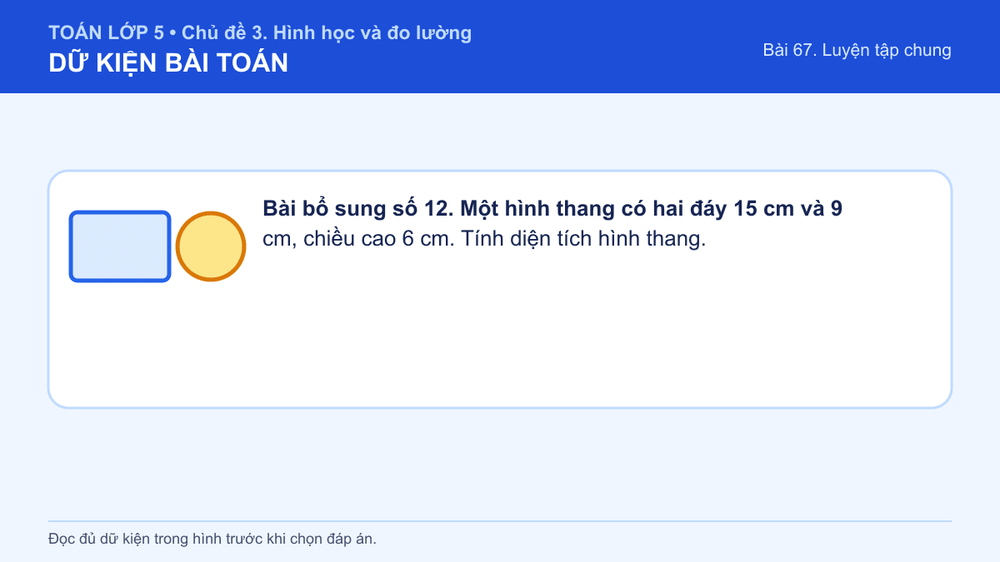 TOÁN LỚP 5 • Chủ đề 3. Hình học và đo lường
DỮ KIỆN BÀI TOÁN
Bài 67. Luyện tập chung
Bài bổ sung số 12. Một hình thang có hai đáy 15 cm và 9
cm, chiều cao 6 cm. Tính diện tích hình thang.
Đọc đủ dữ kiện trong hình trước khi chọn đáp án.